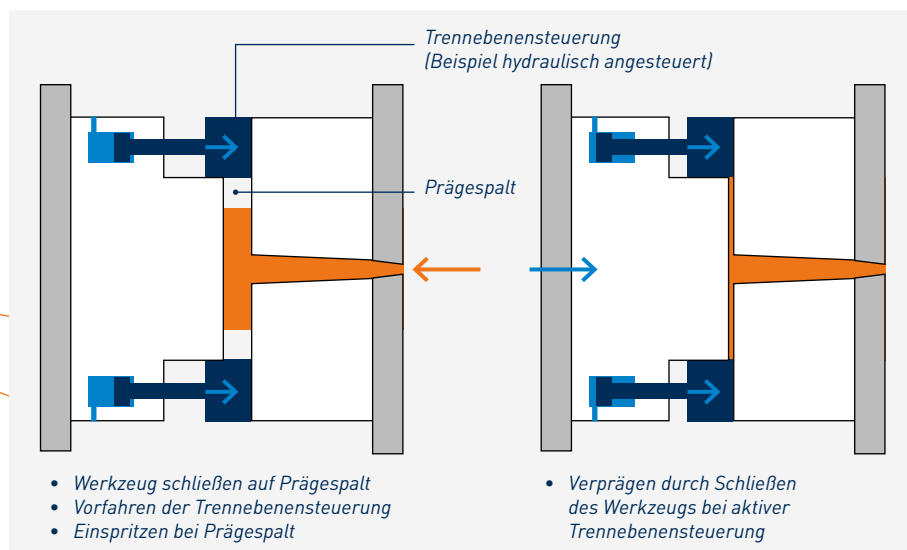 Trennebenensteuerung
(Beispiel hydraulisch angesteuert)
Prägespalt
• Werkzeug schließen auf Prägespalt
• Vorfahren der Trennebenensteuerung
• Einspritzen bei Prägespalt
• Verprägen durch Schließen
des Werkzeugs bei aktiver
Trennebenensteuerung